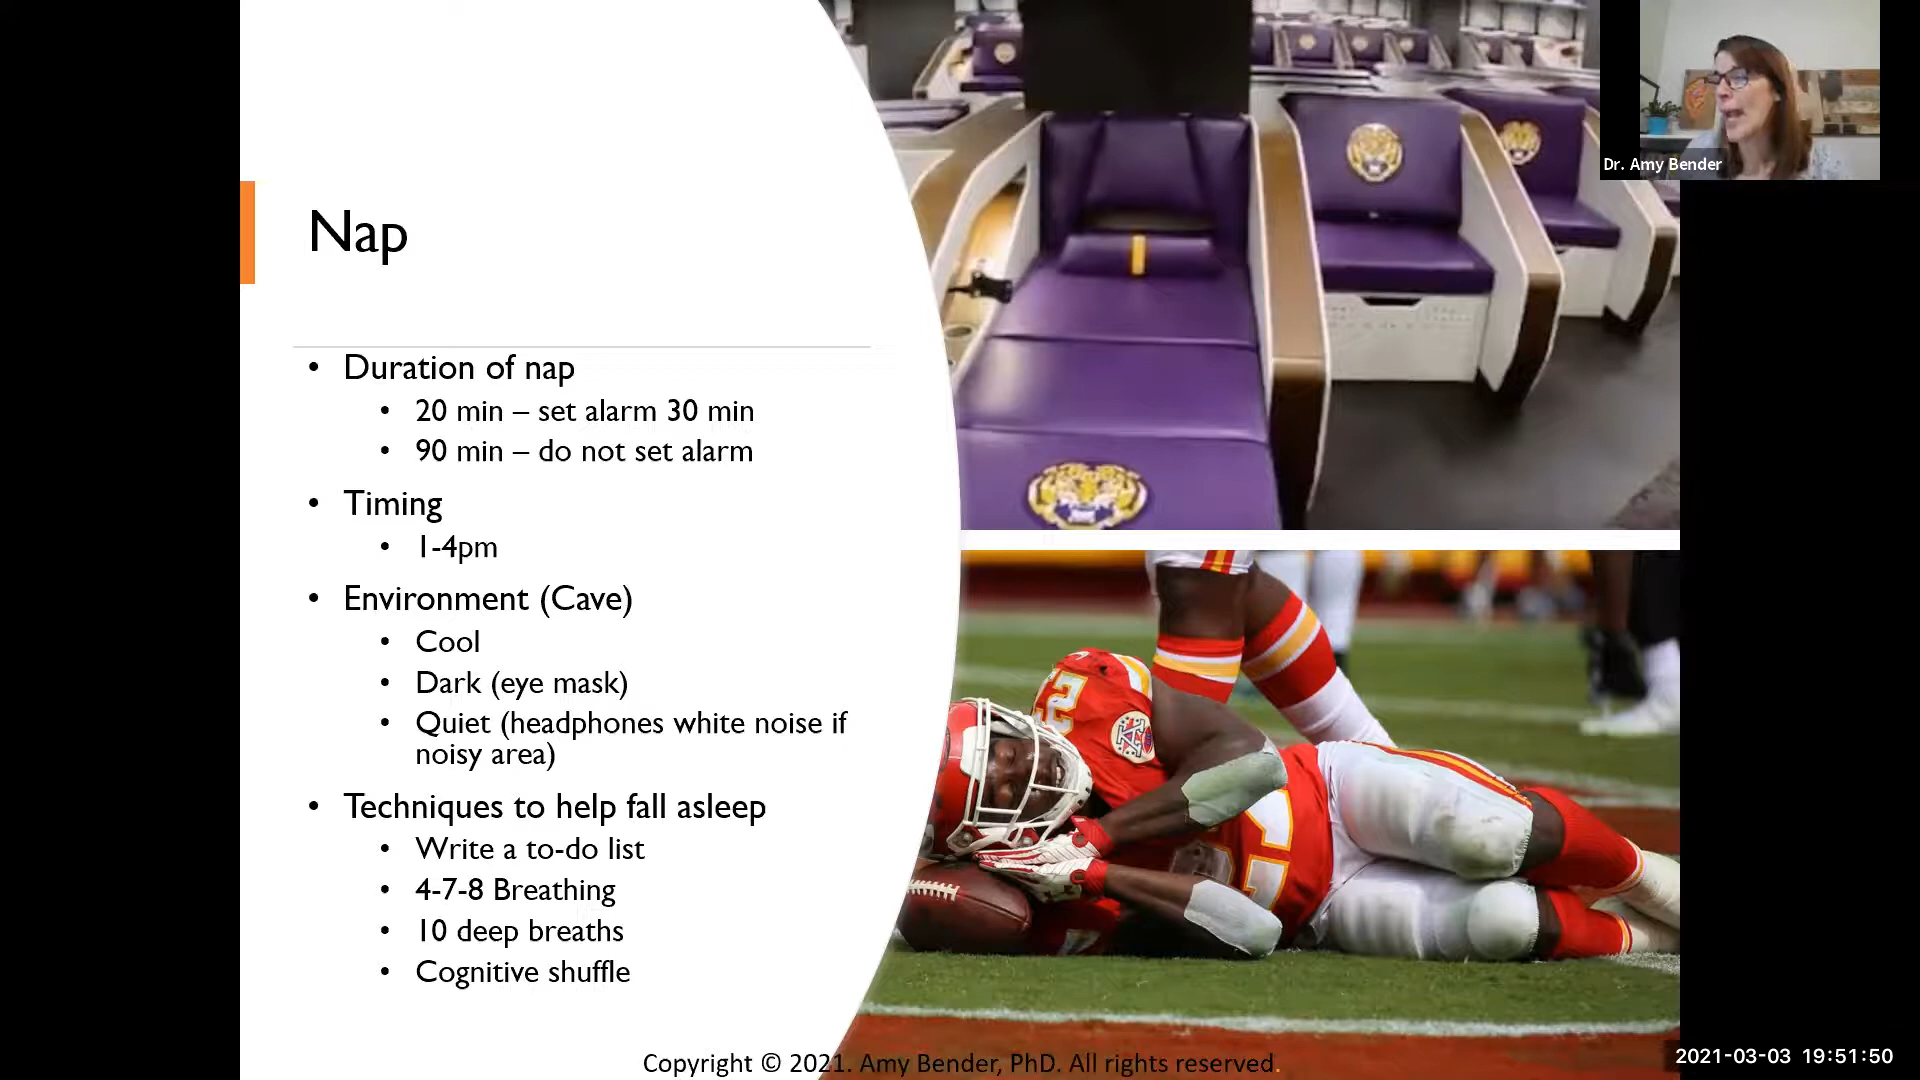 Nap
• Duration of nap
• 20 min – set alarm 30 min
• 90 min – do not set alarm
• Timing
• 1-4pm
• Environment (Cave)
• Cool
• Dark (eye mask)
• Quiet (headphones white noise if
noisy area)
• Techniques to help fall asleep
• Write a to-do list
• 4-7-8 Breathing
• 10 deep breaths
• Cognitive shuffle
Dr. Amy Bender
Copyright © 2021. Amy Bender, PhD. All rights reserved.
2021-03-03 19:51:50